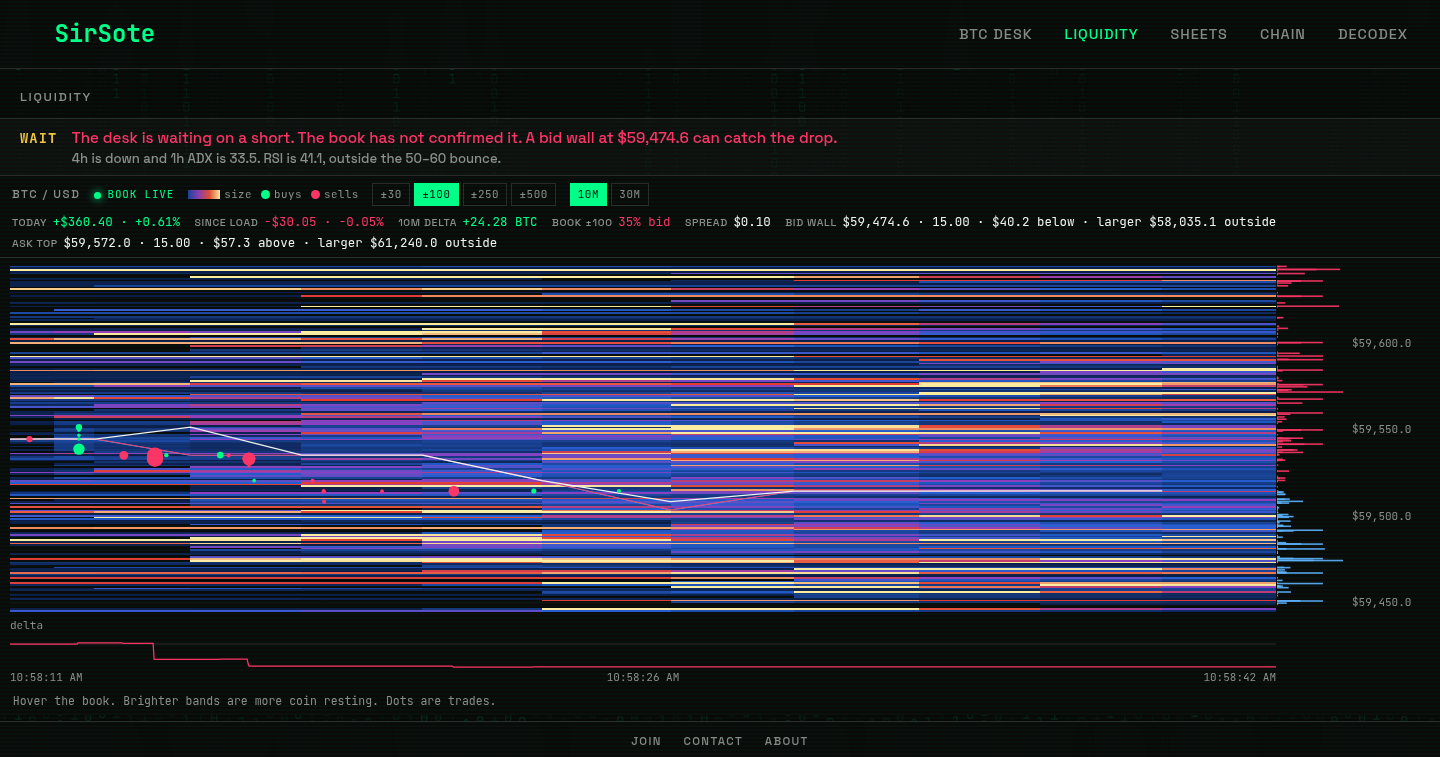 SirSote
BTC DESK LIQUIDITY SHEETS CHAIN DECODEX
LIQUIDITY
WAIT The desk is waiting on a short. The book has not confirmed it. A bid wall at $59,474.6 can catch the drop.
4h is down and 1h ADX is 33.5. RSI is 41.1, outside the 50–60 bounce.
BTC / USD BOOK LIVE size buys sells ±30 ±100 ±250 ±500 10M 30M
TODAY +$360.40 · +0.61% SINCE LOAD -$30.05 · -0.05% 10M DELTA +24.28 BTC BOOK ±100 35% bid SPREAD $0.10 BID WALL $59,474.6 · 15.00 · $40.2 below · larger $58,035.1 outside
ASK TOP $59,572.0 · 15.00 · $57.3 above · larger $61,240.0 outside
$59,600.0
$59,550.0
$59,500.0
$59,450.0
delta
10:58:11 AM 10:58:26 AM 10:58:42 AM
Hover the book. Brighter bands are more coin resting. Dots are trades.
JOIN CONTACT ABOUT